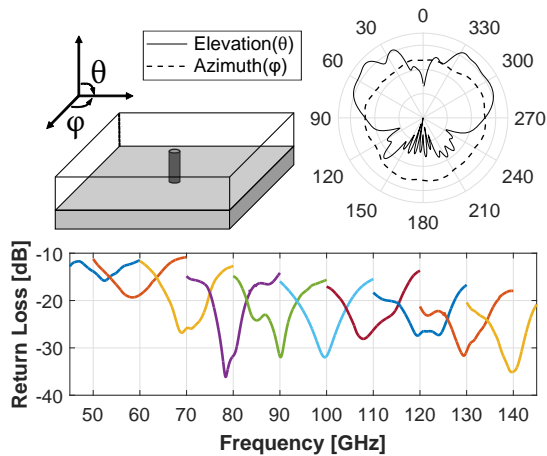 θ
φ
Elevation(θ)
Azimuth(φ)
0
30
330
60
300
90
270
120
240
150
210
180
Return Loss [dB]
-10
-20
-30
-40
50 60 70 80 90 100 110 120 130 140
Frequency [GHz]